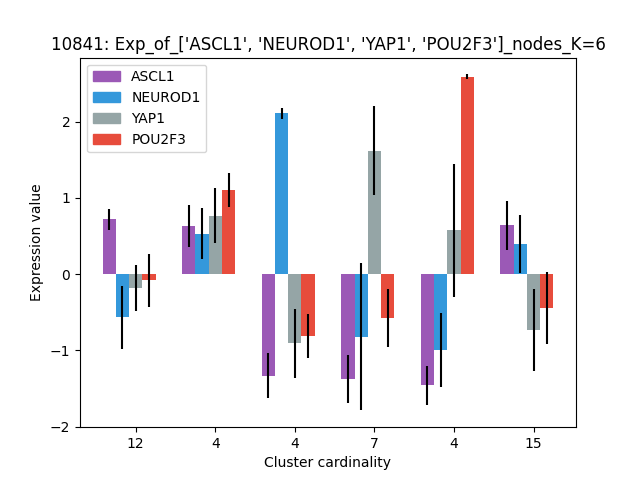 10841: Exp_of_['ASCL1', 'NEUROD1', 'YAP1', 'POU2F3']_nodes_K=6
ASCL1
NEUROD1
YAP1
POU2F3
Expression value
2
1
0
−1
−2
12 4 4 7 4 15
Cluster cardinality